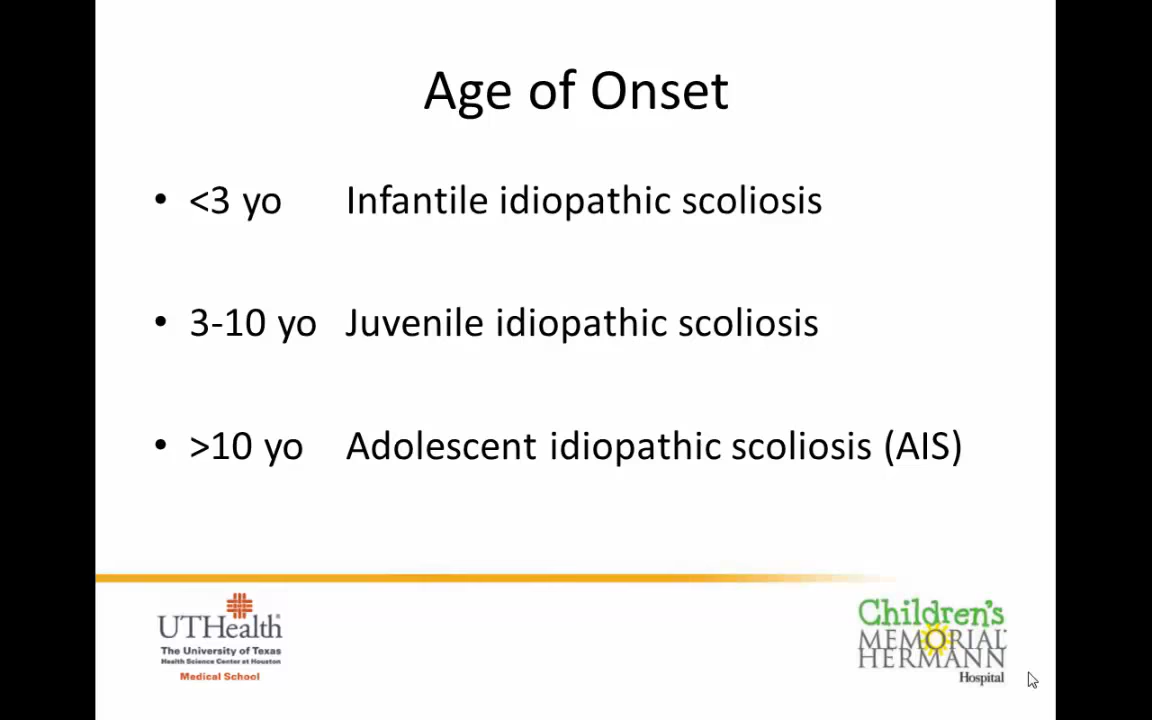 Age of Onset
• <3 yo Infantile idiopathic scoliosis
• 3-10 yo Juvenile idiopathic scoliosis
• >10 yo Adolescent idiopathic scoliosis (AIS)
UTHealth
The University of Texas
Health Science Center at Houston
Medical School
Children's
MEMORIAL
HERMANN
Hospital